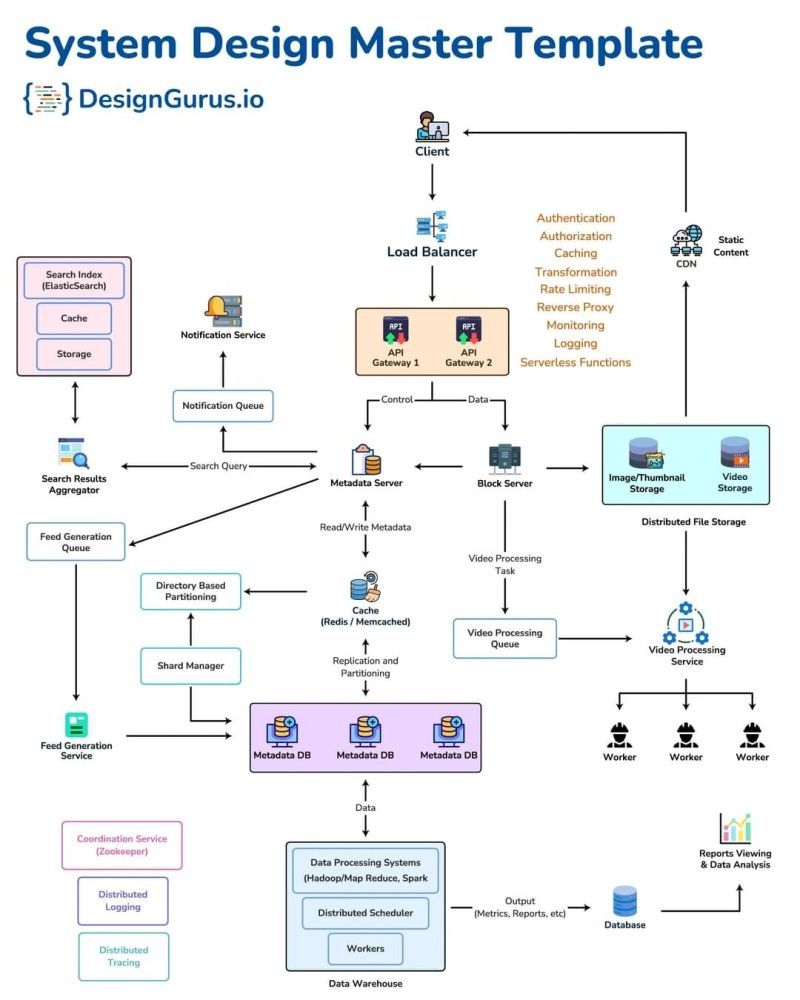 System Design Master Template
DesignGurus.io
Client
Load Balancer
Authentication
Authorization
Caching
Transformation
Rate Limiting
Reverse Proxy
Monitoring
Logging
Serverless Functions
CDN
Static
Content
Search Index
(ElasticSearch)
Cache
Storage
Notification Service
API
API
API
Gateway 1
API
Gateway 2
Notification Queue
Control
Data
Search Results
Aggregator
Search Query
Metadata Server
Block Server
Image/Thumbnail
Storage
Video
Storage
Distributed File Storage
Feed Generation
Queue
Read/Write Metadata
Video Processing
Task
Directory Based
Partitioning
Cache
(Redis / Memcached)
Video Processing
Queue
Video Processing
Service
Shard Manager
Replication and
Partitioning
Feed Generation
Service
Metadata DB
Metadata DB
Metadata DB
Worker
Worker
Worker
Data
Coordination Service
(Zookeeper)
Distributed
Logging
Distributed
Tracing
Data Processing Systems
(Hadoop/Map Reduce, Spark
Distributed Scheduler
Workers
Data Warehouse
Output
(Metrics, Reports, etc)
Database
Reports Viewing
& Data Analysis